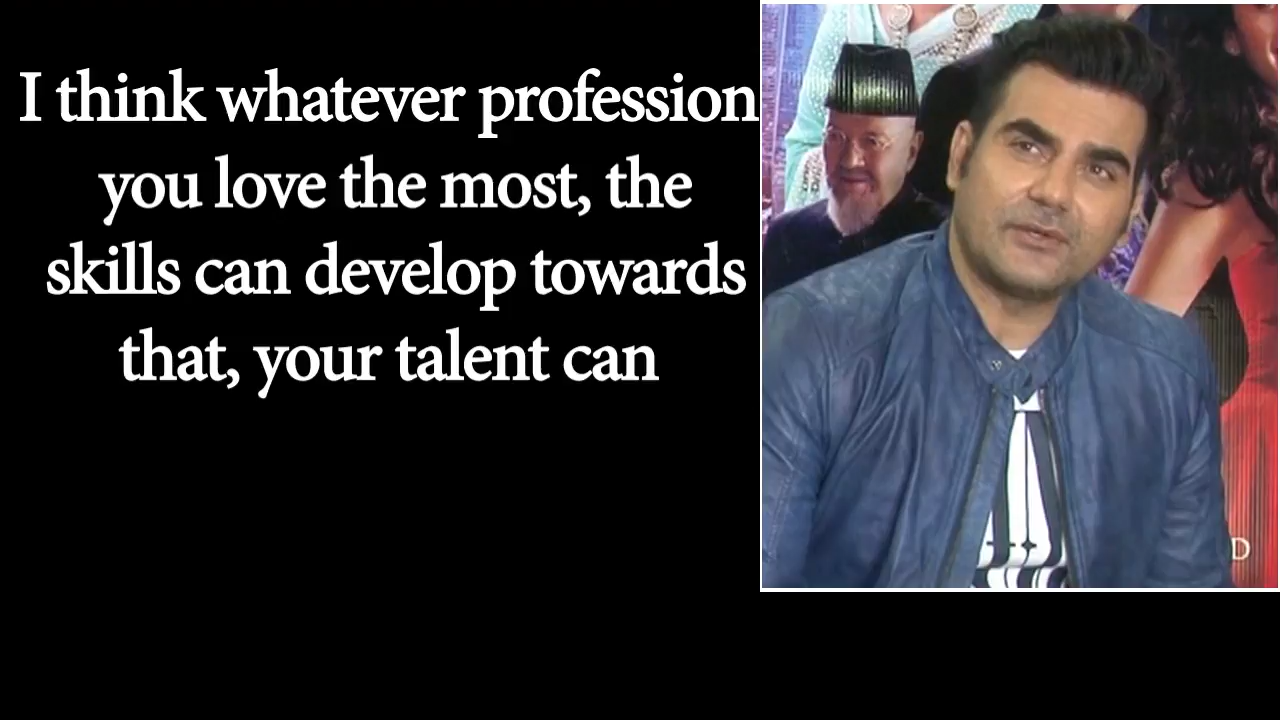 I think whatever profession
you love the most, the
skills can develop towards
that, your talent can
D